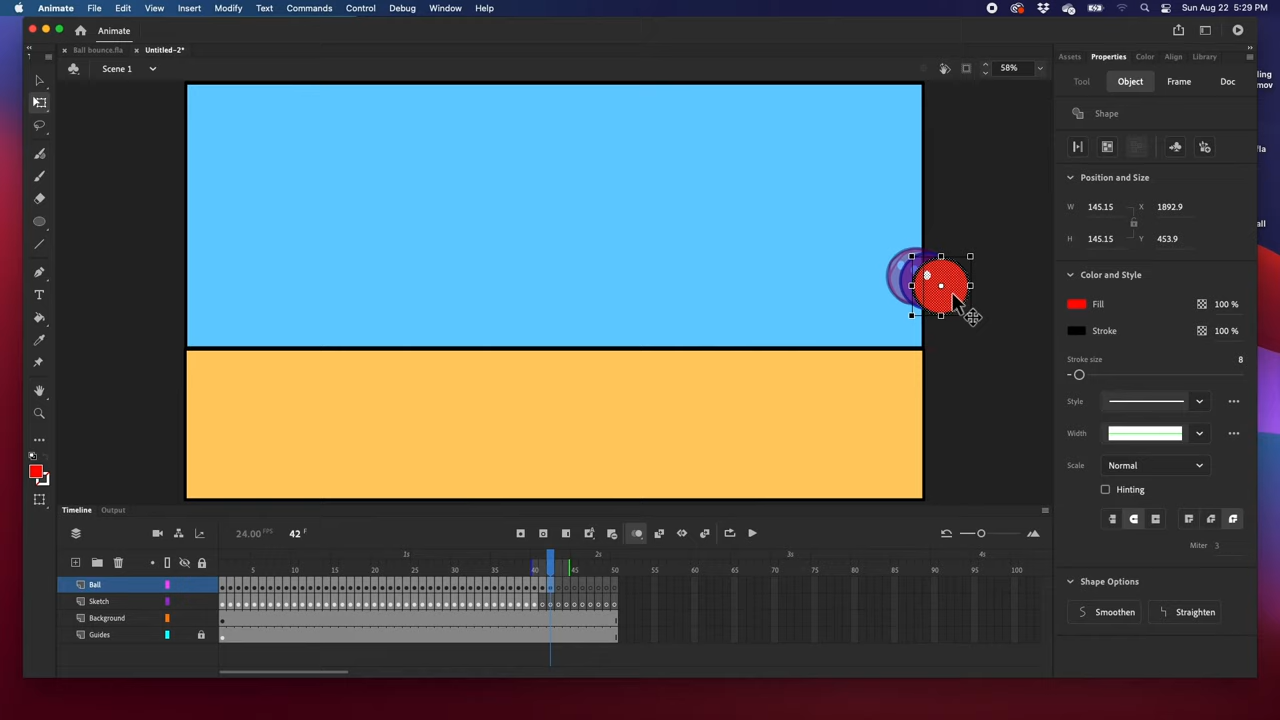 Animate File Edit View Insert Modify Text Commands Control Debug Window Help Sun Aug 22 5:29 PM
Animate
Ball bounce.fla Untitled-2*
Scene 1 58%
Assets Properties Color Align Library
Tool Object Frame Doc
Shape
Position and Size
W 145.15 X 1892.9
H 145.15 Y 453.9
Color and Style
Fill 100 %
Stroke 100 %
Stroke size 8
Style
Width
Scale Normal
Hinting
Miter 3
Shape Options
Smoothen Straighten
Timeline Output
24.00 FPS 42 F
1s 2s 3s 4s
5 10 15 20 25 30 35 40 45 50 55 60 65 70 75 80 85 90 95 100
Ball
Sketch
Background
Guides
ling
mov
fla
all